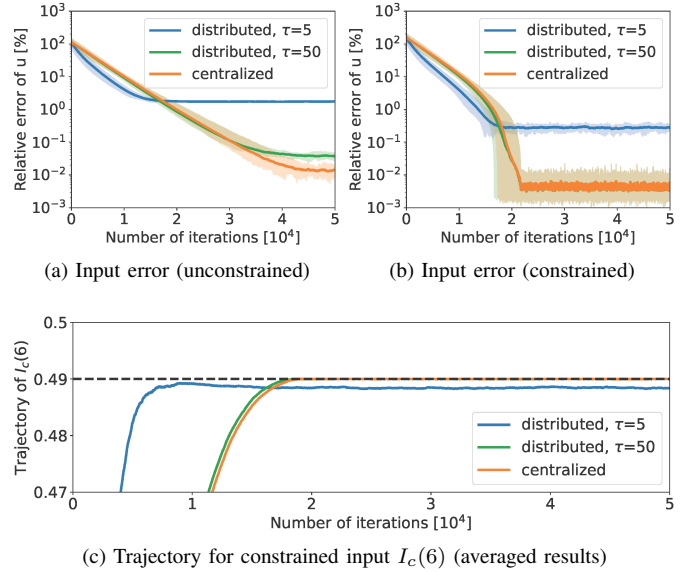 Relative error of u [%]
10³
10²
10¹
10⁰
10⁻¹
10⁻²
10⁻³
distributed, τ=5
distributed, τ=50
centralized
0 1 2 3 4 5
Number of iterations [10⁴]
(a) Input error (unconstrained)
Relative error of u [%]
10³
10²
10¹
10⁰
10⁻¹
10⁻²
10⁻³
distributed, τ=5
distributed, τ=50
centralized
0 1 2 3 4 5
Number of iterations [10⁴]
(b) Input error (constrained)
Trajectory of I_c(6)
0.5
0.49
0.48
0.47
distributed, τ=5
distributed, τ=50
centralized
0 1 2 3 4 5
Number of iterations [10⁴]
(c) Trajectory for constrained input I_c(6) (averaged results)